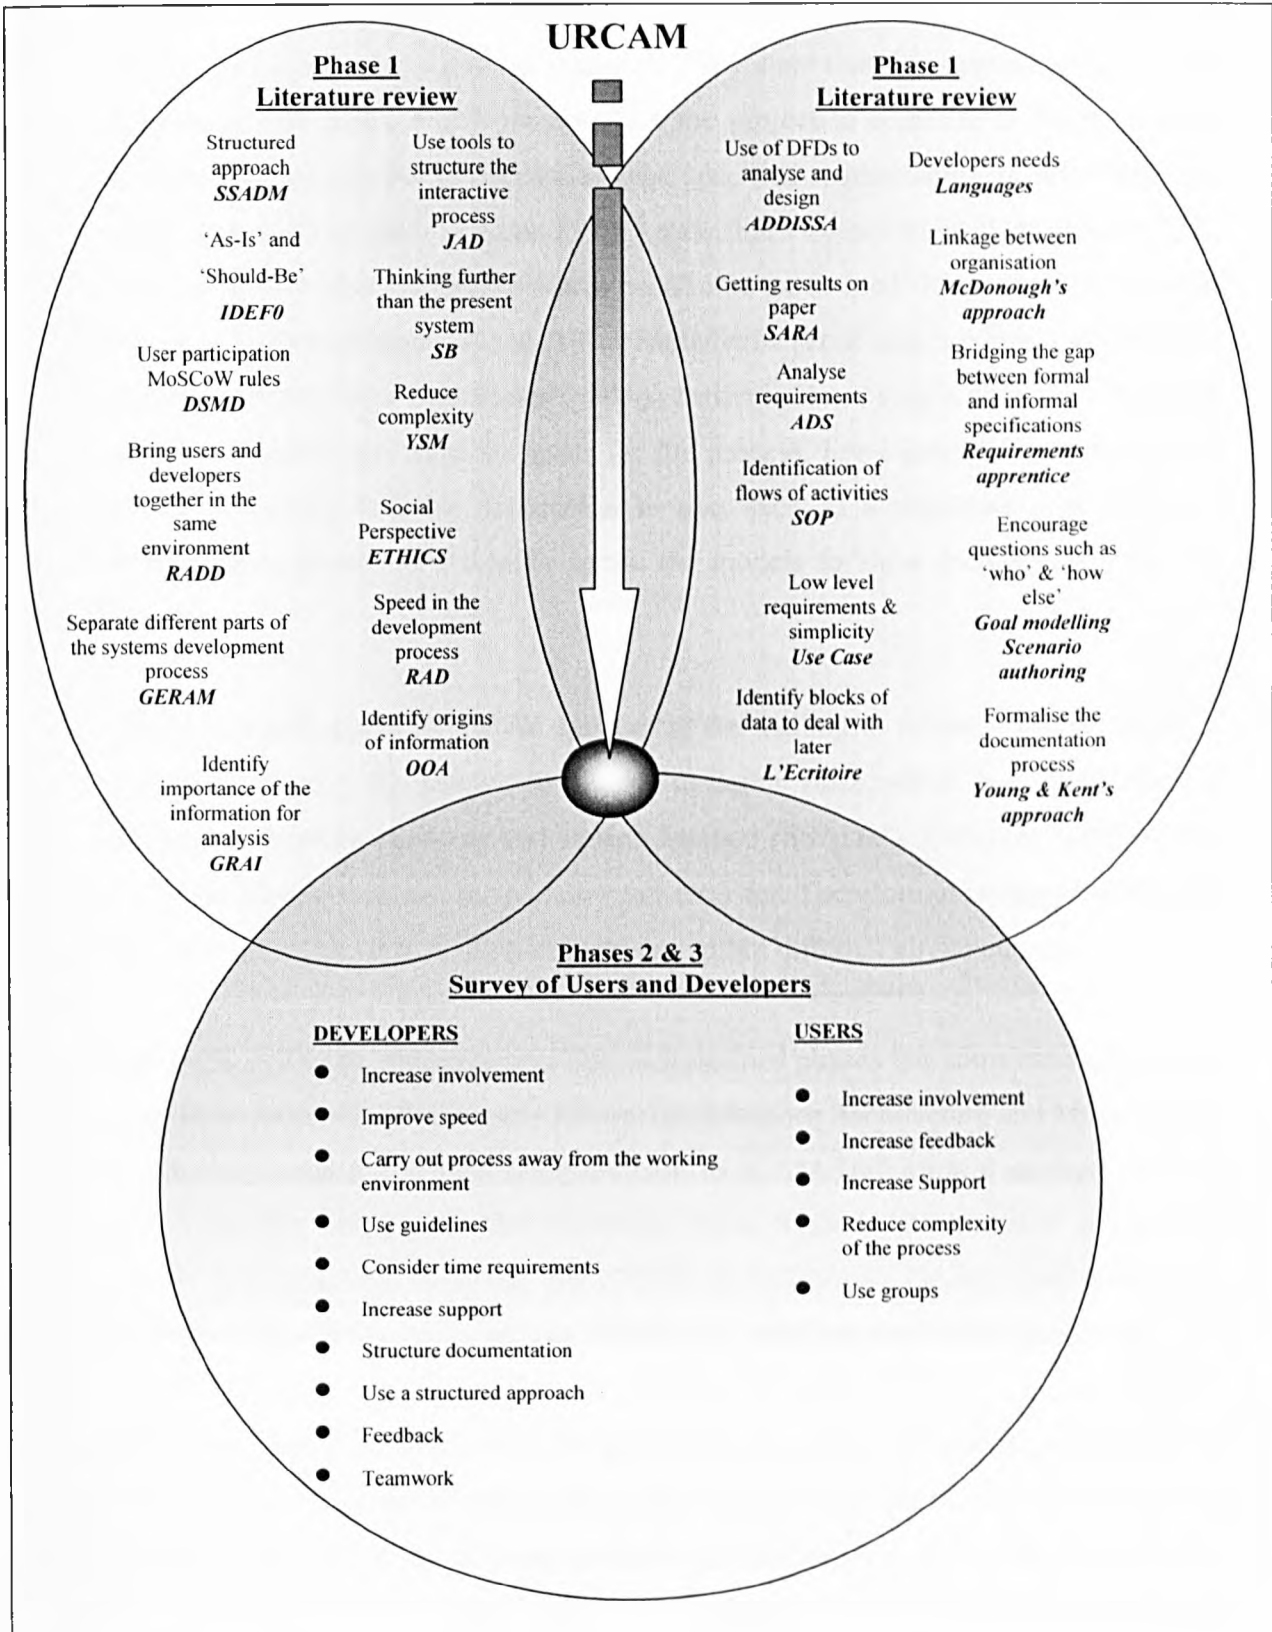 URCAM
Phase 1
Literature review
Structured
approach
SSADM
'As-Is' and
'Should-Be'
IDEF0
User participation
MoSCoW rules
DSMD
Bring users and
developers
together in the
same
environment
RADD
Separate different parts of
the systems development
process
GERAM
Identify
importance of the
information for
analysis
GRAI
Use tools to
structure the
interactive
process
JAD
Thinking further
than the present
system
SB
Reduce
complexity
YSM
Social
Perspective
ETHICS
Speed in the
development
process
RAD
Identify origins
of information
OOA
Phase 1
Literature review
Use of DFDs to
analyse and
design
ADDISSA
Getting results on
paper
SARA
Analyse
requirements
ADS
Identification of
flows of activities
SOP
Low level
requirements &
simplicity
Use Case
Identify blocks of
data to deal with
later
L'Ecritoire
Developers needs
Languages
Linkage between
organisation
McDonough's
approach
Bridging the gap
between formal
and informal
specifications
Requirements
apprentice
Encourage
questions such as
'who' & 'how
else'
Goal modelling
Scenario
authoring
Formalise the
documentation
process
Young & Kent's
approach
Phases 2 & 3
Survey of Users and Developers
DEVELOPERS
● Increase involvement
● Improve speed
● Carry out process away from the working
environment
● Use guidelines
● Consider time requirements
● Increase support
● Structure documentation
● Use a structured approach
● Feedback
● Teamwork
USERS
● Increase involvement
● Increase feedback
● Increase Support
● Reduce complexity
of the process
● Use groups